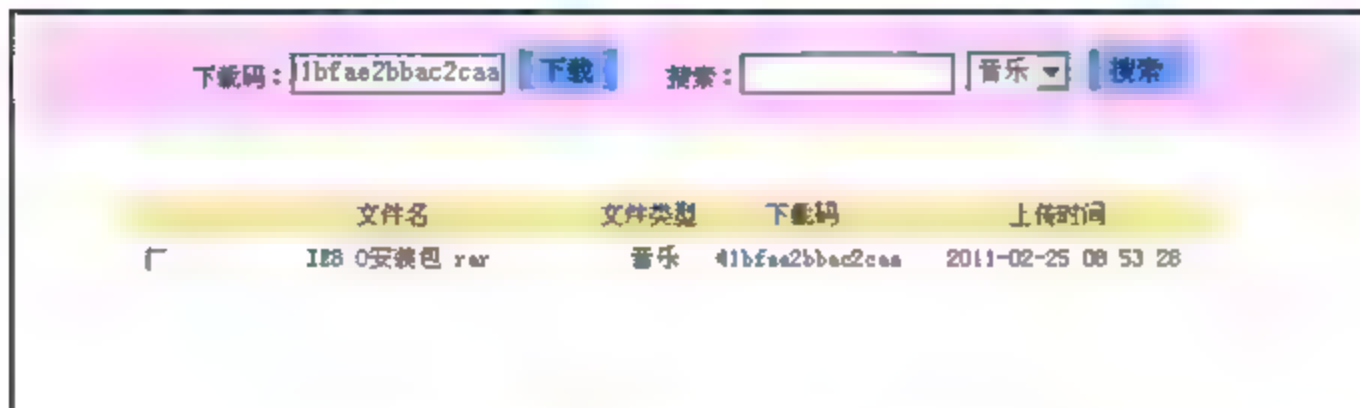 下载码：1bfae2bbac2caa 下载 搜索： 音乐 搜索
文件名 文件类型 下载码 上传时间
IE8 0安装包 rar 音乐 41bfae2bbac2caa 2011-02-25 08 53 28